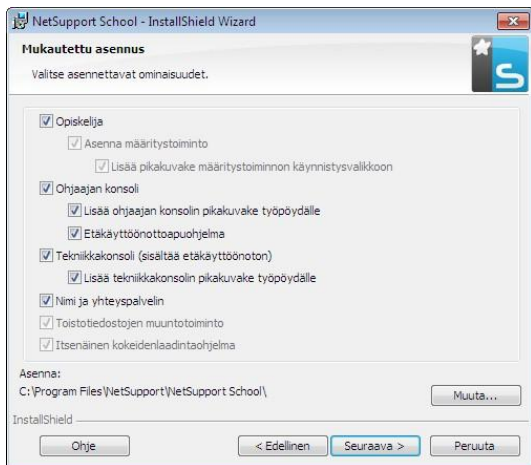 NetSupport School - InstallShield Wizard
Mukautettu asennus
Valitse asennettavat ominaisuudet.
S
Opiskelija
Asenna määritystoiminto
Lisää pikakuvake määritystoiminnon käynnistysvalikkoon
Ohjaajan konsoli
Lisää ohjaajan konsolin pikakuvake työpöydälle
Etäkäyttöönottoapuohjelma
Tekniikkakonsoli (sisältää etäkäyttöönoton)
Lisää tekniikkakonsolin pikakuvake työpöydälle
Nimi ja yhteyspalvelin
Toistotiedostojen muuntotoiminto
Itsenäinen kokeidenlaadintaohjelma
Asenna:
C:\Program Files\NetSupport\NetSupport School\
Muuta...
InstallShield
Ohje
< Edellinen
Seuraava >
Peruuta